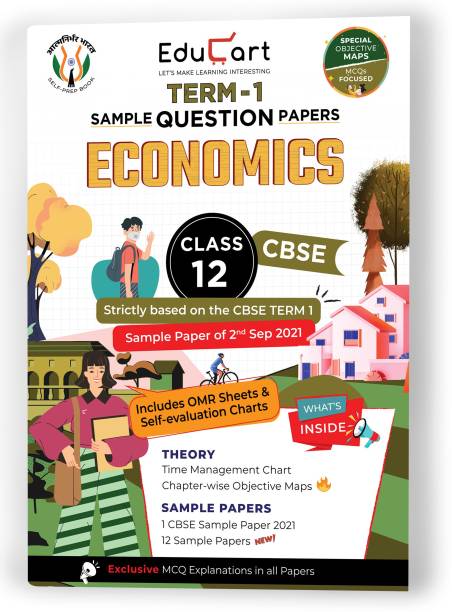 आत्मनिर्भर भारत
SELF-PREP BOOK
EduCart
LET'S MAKE LEARNING INTERESTING
SPECIAL
OBJECTIVE
MAPS
MCQs
FOCUSED
TERM-1
SAMPLE QUESTION PAPERS
ECONOMICS
CLASS
12
CBSE
Strictly based on the CBSE TERM 1
Sample Paper of 2nd Sep 2021
Includes OMR Sheets &
Self-evaluation Charts
WHAT'S
INSIDE
THEORY
Time Management Chart
Chapter-wise Objective Maps
SAMPLE PAPERS
1 CBSE Sample Paper 2021
12 Sample Papers NEW!
Exclusive MCQ Explanations in all Papers